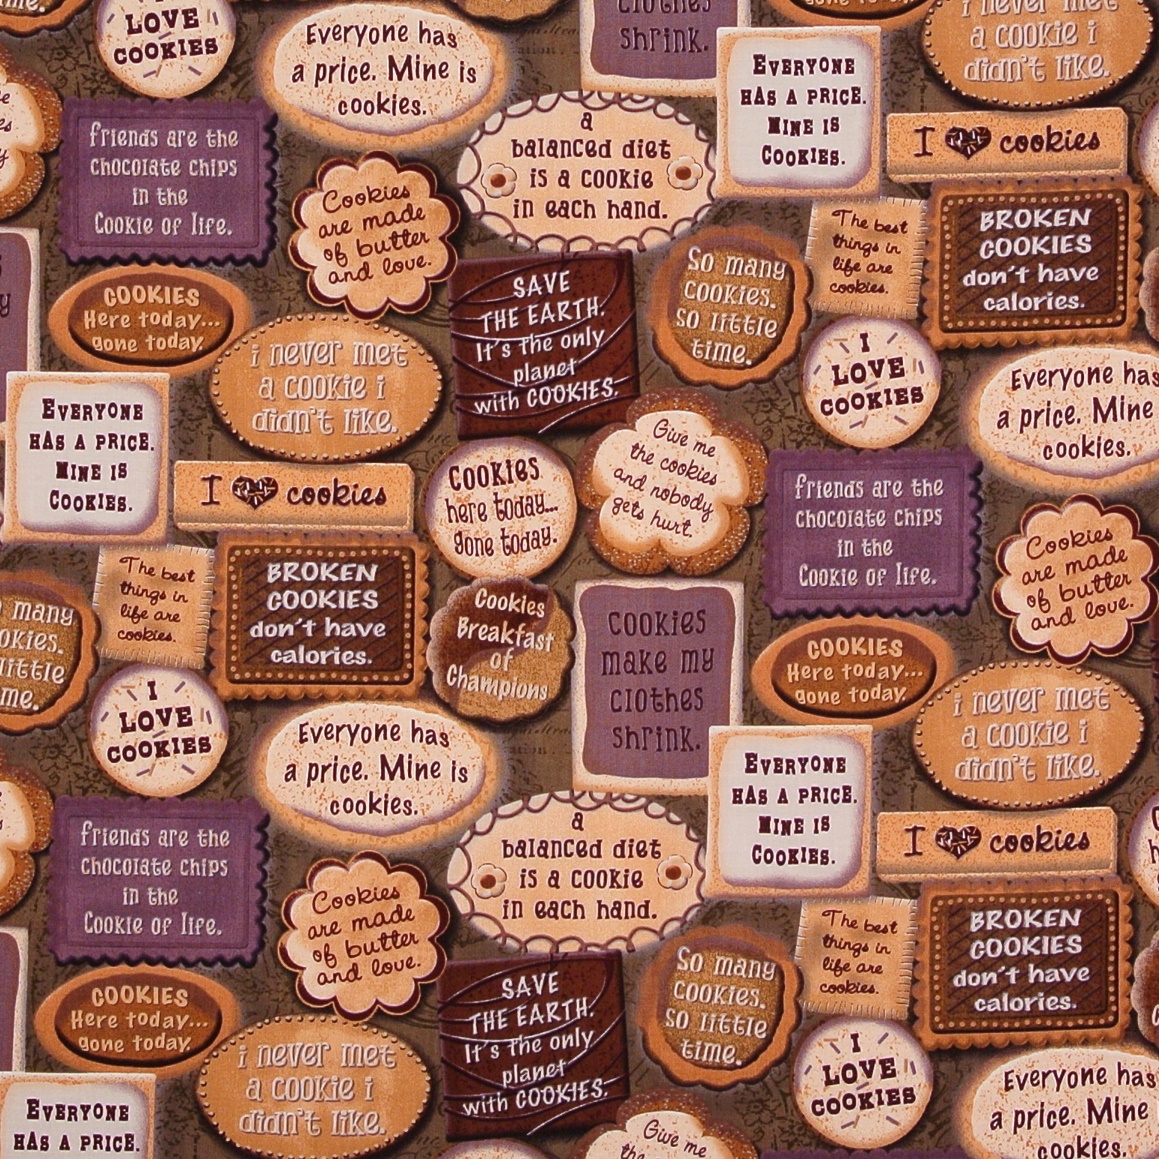 I
LOVE
COOKIES
Everyone has
a price. Mine is
cookies.
clothes
shrink.
EVERYONE
HAS A PRICE.
MINE IS
COOKIES.
gone today.
i never met
a cookie i
didn't like.
friends are the
chocolate chips
in the
Cookie of life.
a
balanced diet
is a cookie
in each hand.
I cookies
Cookies
are made
of butter
and love.
The best
things in
life are
cookies.
BROKEN
COOKIES
don't have
calories.
COOKIES
Here today...
gone today.
SAVE
THE EARTH.
It's the only
planet
with COOKIES.
So many
cookies.
So little
time.
i never met
a cookie i
didn't like.
I
LOVE
COOKIES
Everyone has
a price. Mine
cookies.
EVERYONE
HAS A PRICE.
MINE IS
COOKIES.
I cookies
Cookies
here today...
gone today.
Give me
the cookies
and nobody
gets hurt.
friends are the
chocolate chips
in the
Cookie of life.
Cookies
are made
of butter
and love.
The best
things in
life are
cookies.
BROKEN
COOKIES
don't have
calories.
Cookies
Breakfast
of
Champions
Cookies
make my
clothes
shrink.
COOKIES
Here today...
gone today.
many
okies.
little
me.
I
LOVE
COOKIES
Everyone has
a price. Mine is
cookies.
EVERYONE
HAS A PRICE.
MINE IS
COOKIES.
i never met
a cookie i
didn't like.
friends are the
chocolate chips
in the
Cookie of life.
a
balanced diet
is a cookie
in each hand.
I cookies
Cookies
are made
of butter
and love.
The best
things in
life are
cookies.
BROKEN
COOKIES
don't have
calories.
COOKIES
Here today...
gone today.
SAVE
THE EARTH.
It's the only
planet
with COOKIES.
So many
cookies.
So little
time.
i never met
a cookie i
didn't like.
I
LOVE
COOKIES
Everyone has
a price. Mine
cookies.
EVERYONE
HAS A PRICE.
Give me
the